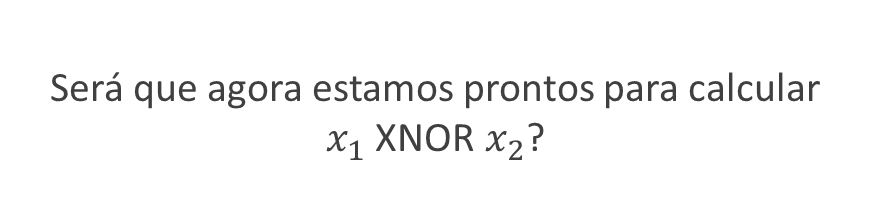 Será que agora estamos prontos para calcular
x₁ XNOR x₂?